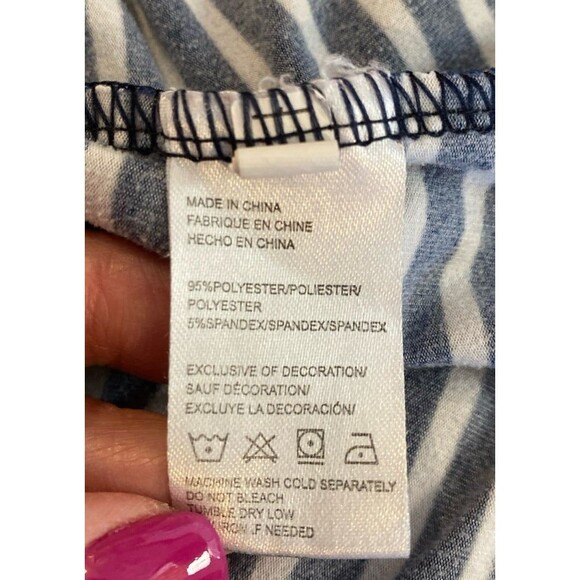 MADE IN CHINA
FABRIQUE EN CHINE
HECHO EN CHINA
95%POLYESTER/POLIESTER/
POLYESTER
5%SPANDEX/SPANDEX/SPANDEX
EXCLUSIVE OF DECORATION/
SAUF DÉCORATION/
EXCLUYE LA DECORACIÓN/
MACHINE WASH COLD SEPARATELY
DO NOT BLEACH
TUMBLE DRY LOW
IRON IF NEEDED